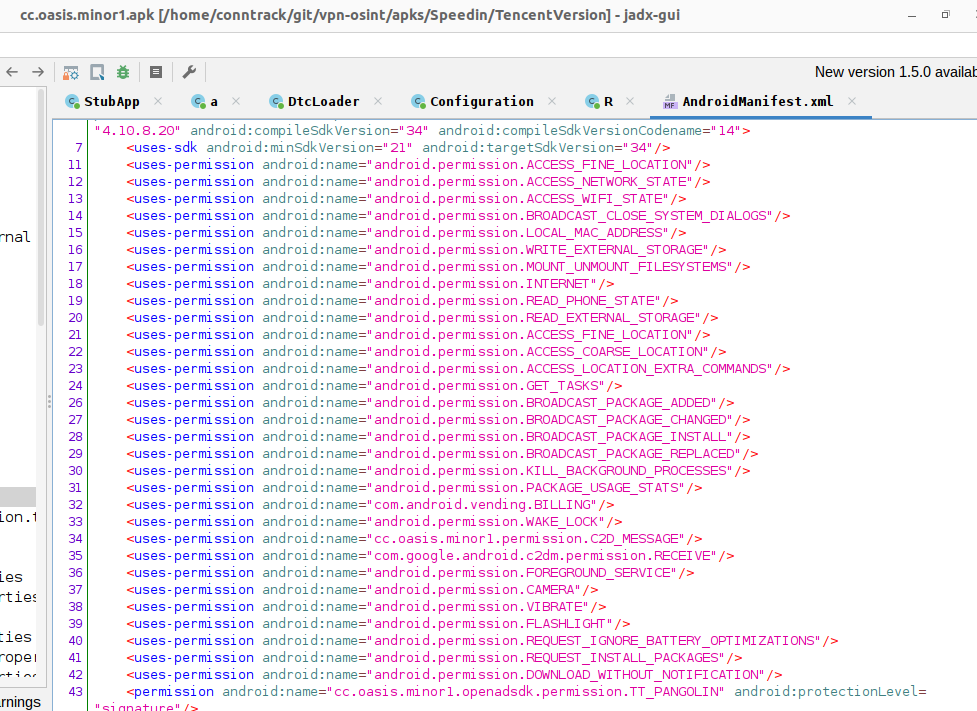 cc.oasis.minor1.apk [/home/conntrack/git/vpn-osint/apks/Speedin/TencentVersion] - jadx-gui
New version 1.5.0 availab
StubApp × a × DtcLoader × Configuration × R × AndroidManifest.xml ×
"4.10.8.20" android:compileSdkVersion="34" android:compileSdkVersionCodename="14">
7 <uses-sdk android:minSdkVersion="21" android:targetSdkVersion="34"/>
11 <uses-permission android:name="android.permission.ACCESS_FINE_LOCATION"/>
12 <uses-permission android:name="android.permission.ACCESS_NETWORK_STATE"/>
13 <uses-permission android:name="android.permission.ACCESS_WIFI_STATE"/>
14 <uses-permission android:name="android.permission.BROADCAST_CLOSE_SYSTEM_DIALOGS"/>
15 <uses-permission android:name="android.permission.LOCAL_MAC_ADDRESS"/>
16 <uses-permission android:name="android.permission.WRITE_EXTERNAL_STORAGE"/>
17 <uses-permission android:name="android.permission.MOUNT_UNMOUNT_FILESYSTEMS"/>
18 <uses-permission android:name="android.permission.INTERNET"/>
19 <uses-permission android:name="android.permission.READ_PHONE_STATE"/>
20 <uses-permission android:name="android.permission.READ_EXTERNAL_STORAGE"/>
21 <uses-permission android:name="android.permission.ACCESS_FINE_LOCATION"/>
22 <uses-permission android:name="android.permission.ACCESS_COARSE_LOCATION"/>
23 <uses-permission android:name="android.permission.ACCESS_LOCATION_EXTRA_COMMANDS"/>
24 <uses-permission android:name="android.permission.GET_TASKS"/>
26 <uses-permission android:name="android.permission.BROADCAST_PACKAGE_ADDED"/>
27 <uses-permission android:name="android.permission.BROADCAST_PACKAGE_CHANGED"/>
28 <uses-permission android:name="android.permission.BROADCAST_PACKAGE_INSTALL"/>
29 <uses-permission android:name="android.permission.BROADCAST_PACKAGE_REPLACED"/>
30 <uses-permission android:name="android.permission.KILL_BACKGROUND_PROCESSES"/>
31 <uses-permission android:name="android.permission.PACKAGE_USAGE_STATS"/>
32 <uses-permission android:name="com.android.vending.BILLING"/>
33 <uses-permission android:name="android.permission.WAKE_LOCK"/>
34 <uses-permission android:name="cc.oasis.minor1.permission.C2D_MESSAGE"/>
35 <uses-permission android:name="com.google.android.c2dm.permission.RECEIVE"/>
36 <uses-permission android:name="android.permission.FOREGROUND_SERVICE"/>
37 <uses-permission android:name="android.permission.CAMERA"/>
38 <uses-permission android:name="android.permission.VIBRATE"/>
39 <uses-permission android:name="android.permission.FLASHLIGHT"/>
40 <uses-permission android:name="android.permission.REQUEST_IGNORE_BATTERY_OPTIMIZATIONS"/>
41 <uses-permission android:name="android.permission.REQUEST_INSTALL_PACKAGES"/>
42 <uses-permission android:name="android.permission.DOWNLOAD_WITHOUT_NOTIFICATION"/>
43 <permission android:name="cc.oasis.minor1.openadsdk.permission.TT_PANGOLIN" android:protectionLevel=
"signature"/>
rnal
ion.t
ies
rties
ties
roper
rties
rnings